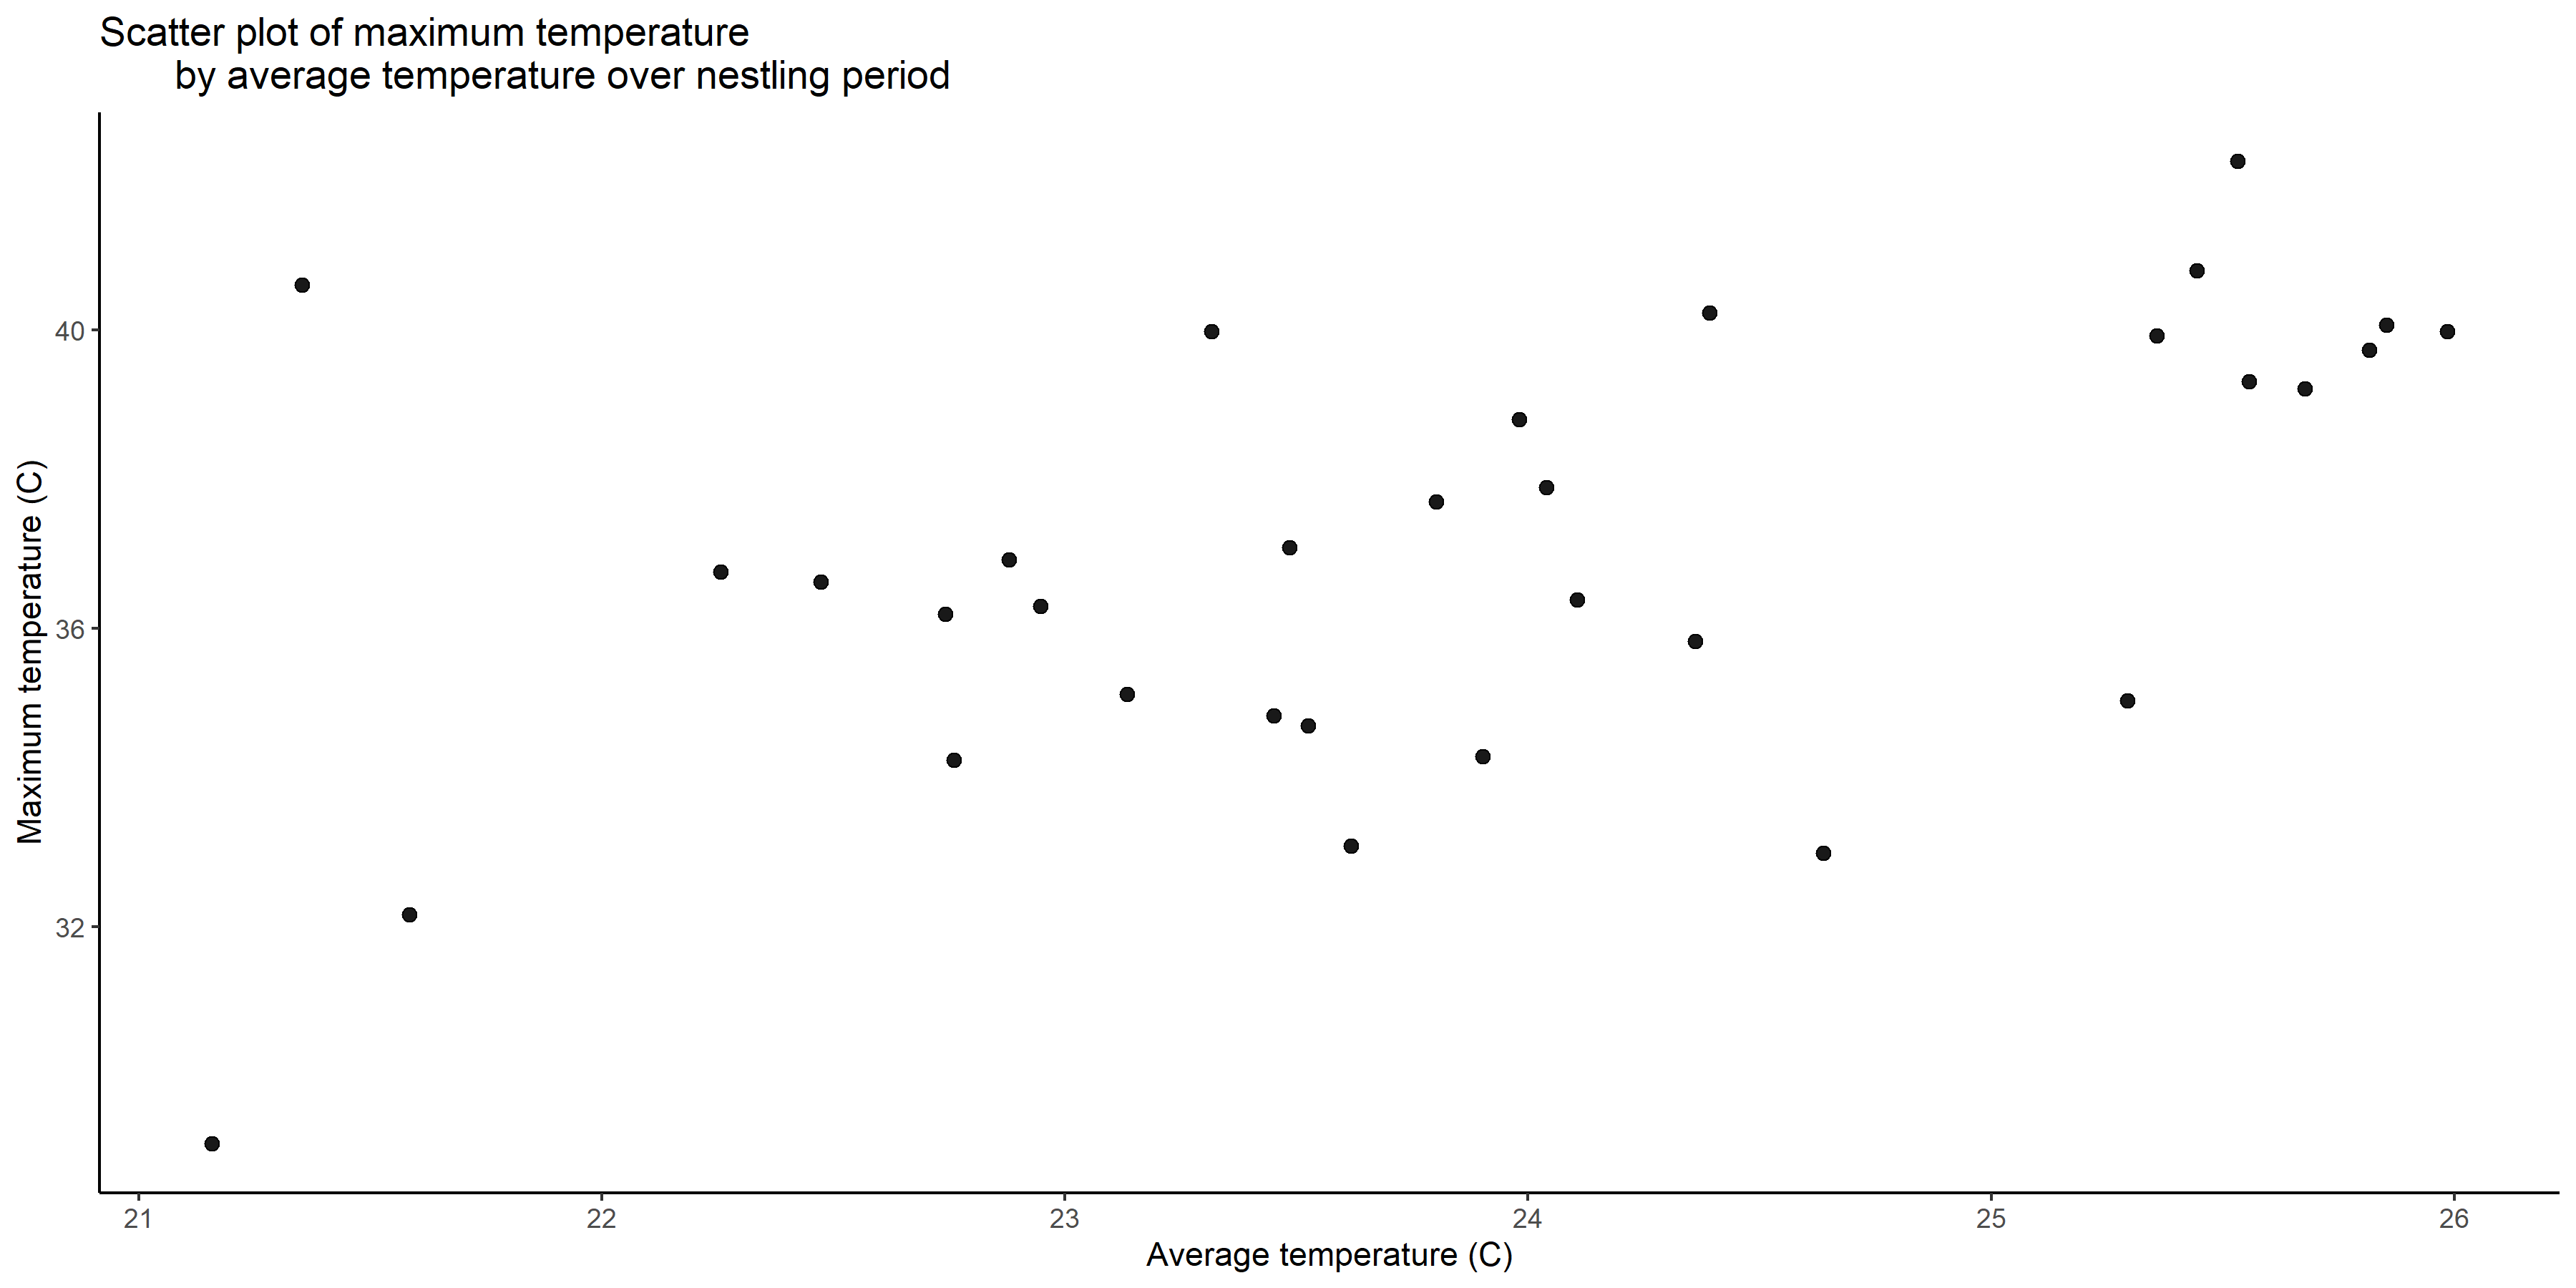 Scatter plot of maximum temperature
by average temperature over nestling period
Maximum temperature (C)
40
36
32
21 22 23 24 25 26
Average temperature (C)